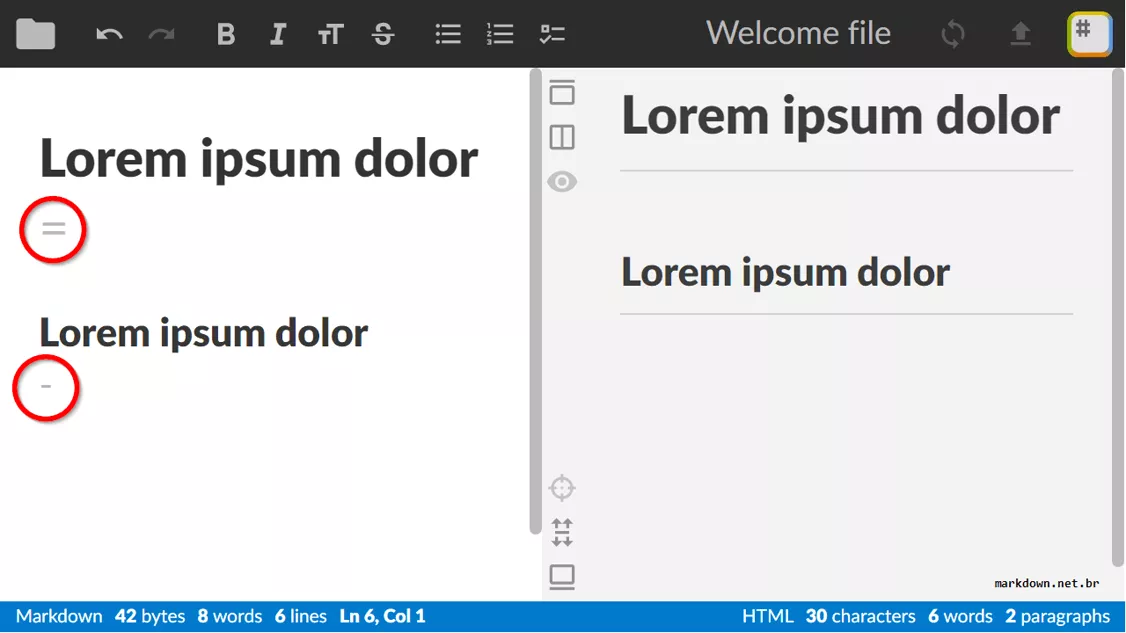 Welcome file
Lorem ipsum dolor
=
Lorem ipsum dolor
-
Lorem ipsum dolor
Lorem ipsum dolor
markdown.net.br
Markdown 42 bytes 8 words 6 lines Ln 6, Col 1
HTML 30 characters 6 words 2 paragraphs